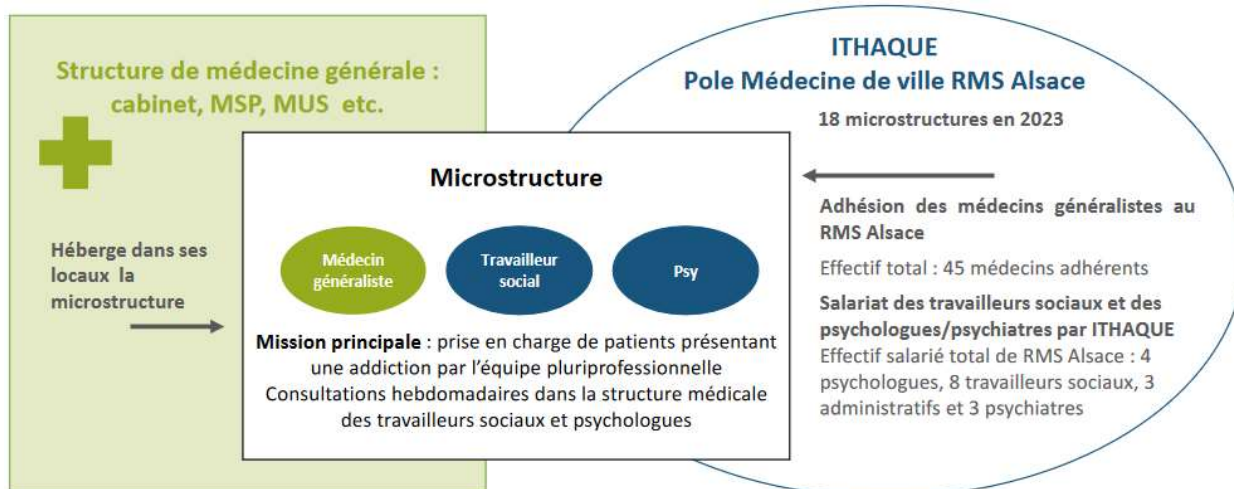 Structure de médecine générale :
cabinet, MSP, MUS etc.
Héberge dans ses
locaux la
microstructure
Microstructure
Médecin
généraliste
Travailleur
social
Psy
Mission principale : prise en charge de patients présentant
une addiction par l'équipe pluriprofessionnelle
Consultations hebdomadaires dans la structure médicale
des travailleurs sociaux et psychologues
ITHAQUE
Pole Médecine de ville RMS Alsace
18 microstructures en 2023
Adhésion des médecins généralistes au
RMS Alsace
Effectif total : 45 médecins adhérents
Salariat des travailleurs sociaux et des
psychologues/psychiatres par ITHAQUE
Effectif salarié total de RMS Alsace : 4
psychologues, 8 travailleurs sociaux, 3
administratifs et 3 psychiatres